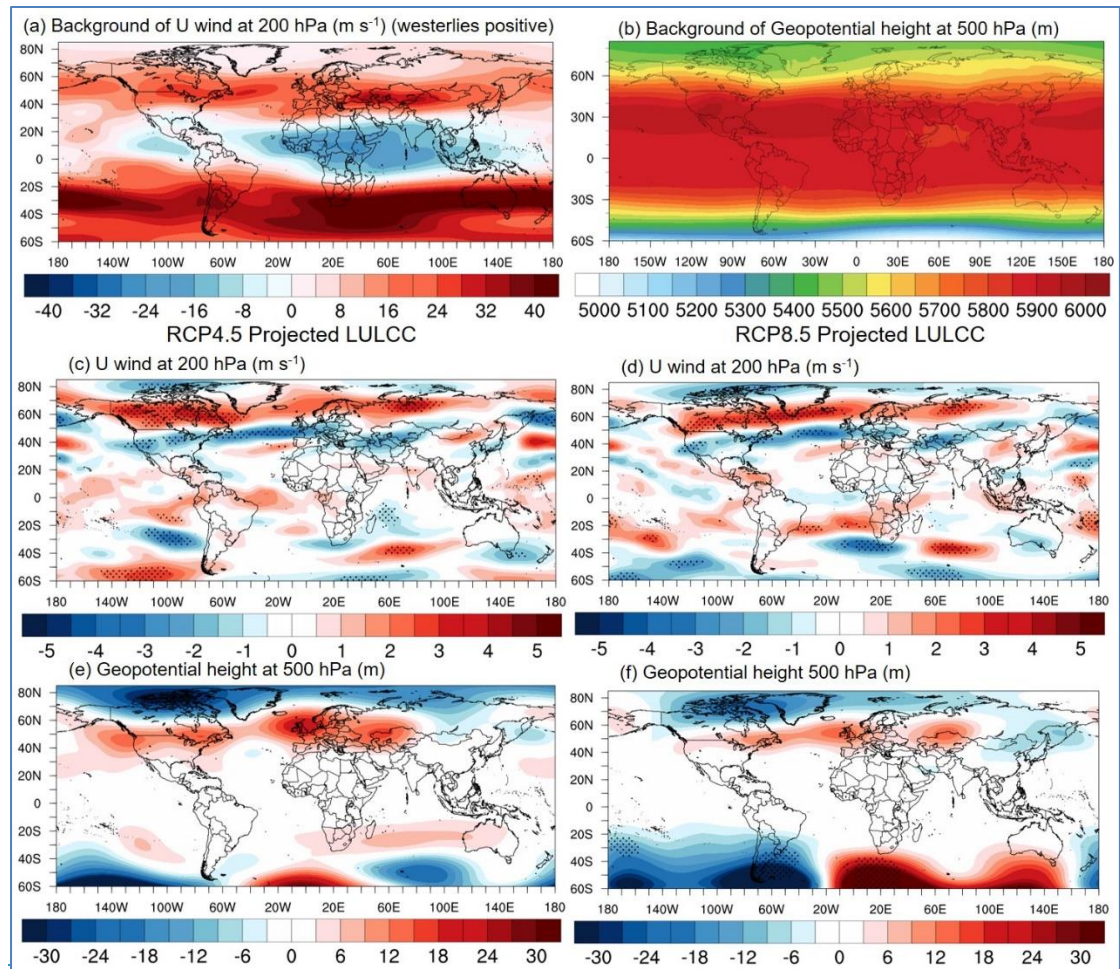 (a) Background of U wind at 200 hPa (m s⁻¹) (westerlies positive)
80N
60N
40N
20N
0
20S
40S
60S
180 140W 100W 60W 20W 20E 60E 100E 140E 180
-40 -32 -24 -16 -8 0 8 16 24 32 40
(b) Background of Geopotential height at 500 hPa (m)
60N
30N
0
30S
60S
180 150W 120W 90W 60W 30W 0 30E 60E 90E 120E 150E 180
5000 5100 5200 5300 5400 5500 5600 5700 5800 5900 6000
RCP4.5 Projected LULCC
RCP8.5 Projected LULCC
(c) U wind at 200 hPa (m s⁻¹)
80N
60N
40N
20N
0
20S
40S
60S
180 140W 100W 60W 20W 20E 60E 100E 140E 180
-5 -4 -3 -2 -1 0 1 2 3 4 5
(d) U wind at 200 hPa (m s⁻¹)
80N
60N
40N
20N
0
20S
40S
60S
180 140W 100W 60W 20W 20E 60E 100E 140E 180
-5 -4 -3 -2 -1 0 1 2 3 4 5
(e) Geopotential height at 500 hPa (m)
80N
60N
40N
20N
0
20S
40S
60S
180 140W 100W 60W 20W 20E 60E 100E 140E 180
-30 -24 -18 -12 -6 0 6 12 18 24 30
(f) Geopotential height 500 hPa (m)
80N
60N
40N
20N
0
20S
40S
60S
180 140W 100W 60W 20W 20E 60E 100E 140E 180
-30 -24 -18 -12 -6 0 6 12 18 24 30